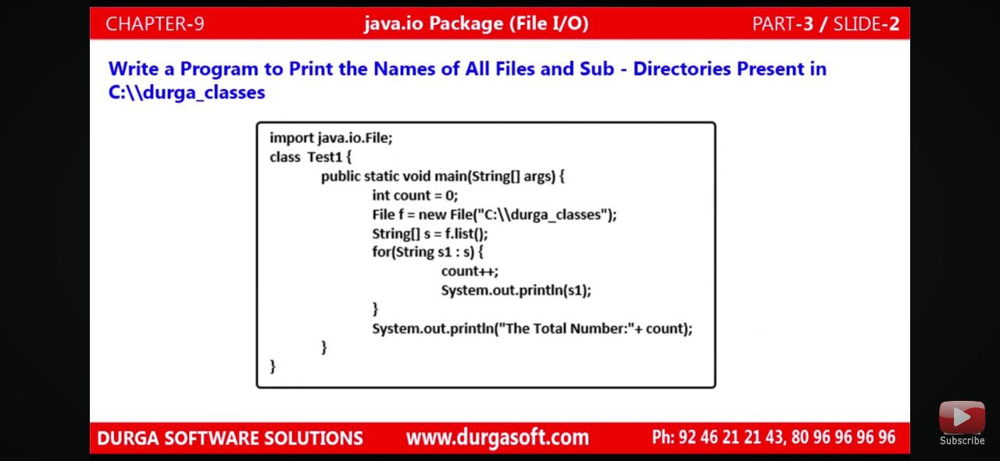 CHAPTER-9 java.io Package (File I/O) PART-3 / SLIDE-2
Write a Program to Print the Names of All Files and Sub - Directories Present in
C:\\durga_classes
import java.io.File;
class Test1 {
public static void main(String[] args) {
int count = 0;
File f = new File("C:\\durga_classes");
String[] s = f.list();
for(String s1 : s) {
count++;
System.out.println(s1);
}
System.out.println("The Total Number:"+ count);
}
}
DURGA SOFTWARE SOLUTIONS www.durgasoft.com Ph: 92 46 21 21 43, 80 96 96 96 96
Subscribe